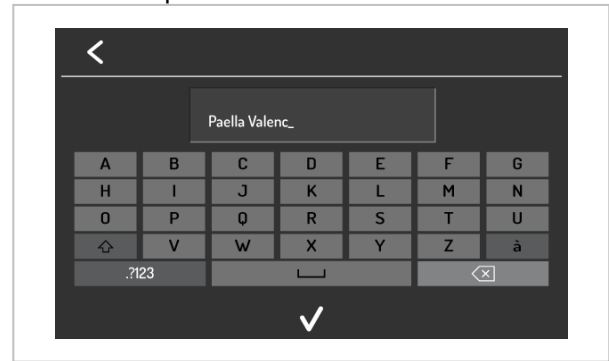 Paella Valenc_
A B C D E F G
H I J K L M N
O P Q R S T U
V W X Y Z à
.?123